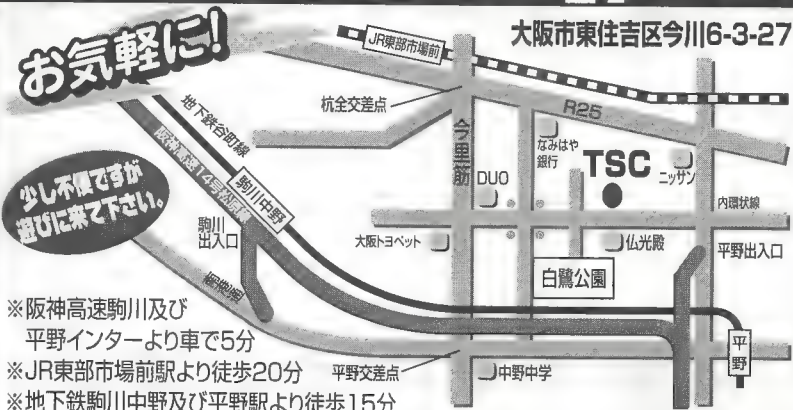 お気軽に!
大阪市東住吉区今川6-3-27
JR東部市場前
杭全交差点
R25
地下鉄谷町線
阪神高速14号松原線
駒川中野
今里筋
なみはや
銀行
TSC
ニッサン
DUO
少し不便ですが
遊びに来て下さい。
駒川
出入口
大阪トヨペット
内環状線
仏光殿
平野出入口
白鷺公園
※阪神高速駒川及び
平野インターより車で5分
※JR東部市場前駅より徒歩20分
平野交差点
中野中学
平野
※地下鉄駒川中野及び平野駅より徒歩15分